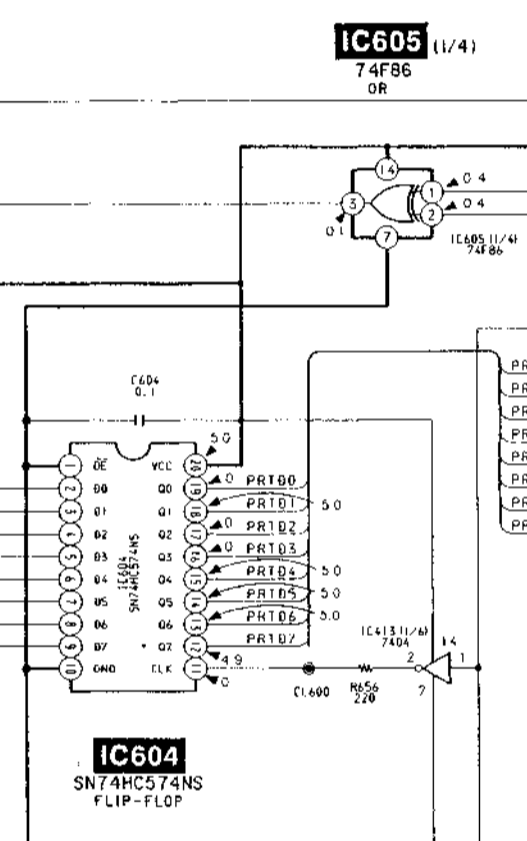 IC605 (1/4)
74F86
OR
14
1
0.4
3
2
0.4
0.1
7
IC605 (1/4)
74F86
C604
0.1
5.0
1 OE VCC 20
2 D0 Q0 19 0 PRTD0
3 D1 Q1 18 PRTD1 5.0
4 D2 Q2 17 0 PRTD2
5 D3 Q3 16 0 PRTD3
6 D4 Q4 15 PRTD4 5.0
7 D5 Q5 14 PRTD5 5.0
8 D6 Q6 13 PRTD6 5.0
9 D7 Q7 12 PRTD7
10 GND CLK 11
IC604
SN74HC574NS
4.9
0
PR
PR
PR
PR
PR
PR
PR
PR
IC413 (1/6)
7404
14
2
1
7
CL600
R656
220
IC604
SN74HC574NS
FLIP-FLOP